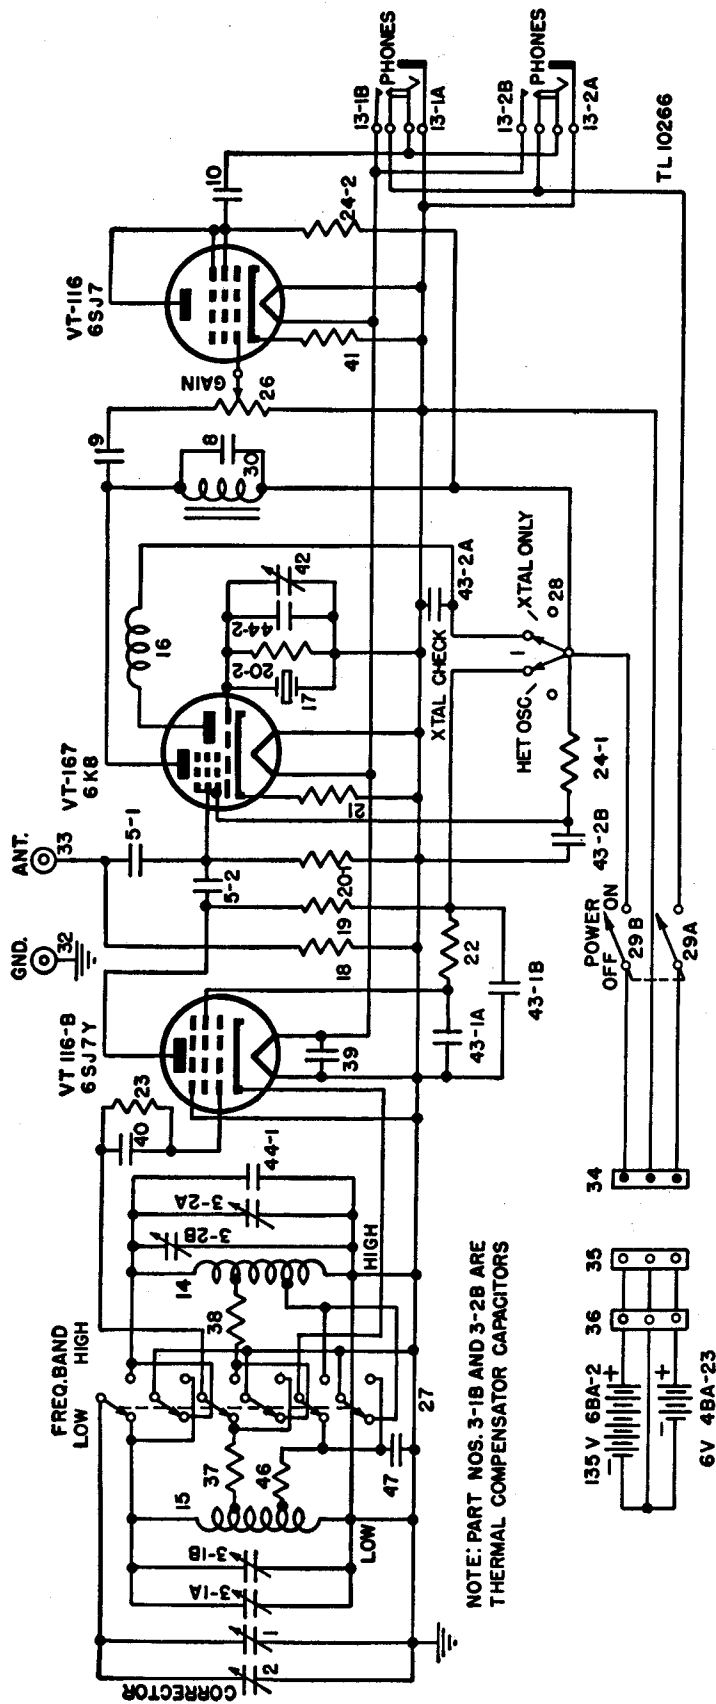 CORRECTOR
2
1
3-1A
3-1B
15
LOW
37
46
47
FREQ. BAND
LOW HIGH
27
38
14
HIGH
3-2B
3-2A
44-1
40
23
VT 116-B
6SJ7Y
39
43-1A
43-1B
22
18
19
20-1
5-2
5-1
GND.
32
ANT.
33
VT-167
6K8
21
17
20-2
44-2
42
16
XTAL CHECK
43-2A
HET OSC.
XTAL ONLY
28
24-1
43-2B
9
8
30
GAIN
26
VT-116
6SJ7
41
24-2
10
13-1B
PHONES
13-1A
13-2B
PHONES
13-2A
TL 10266
POWER
OFF ON
29B
29A
34
35
36
135V 6BA-2
- +
- +
6V 4BA-23
NOTE: PART NOS. 3-1B AND 3-2B ARE
THERMAL COMPENSATOR CAPACITORS